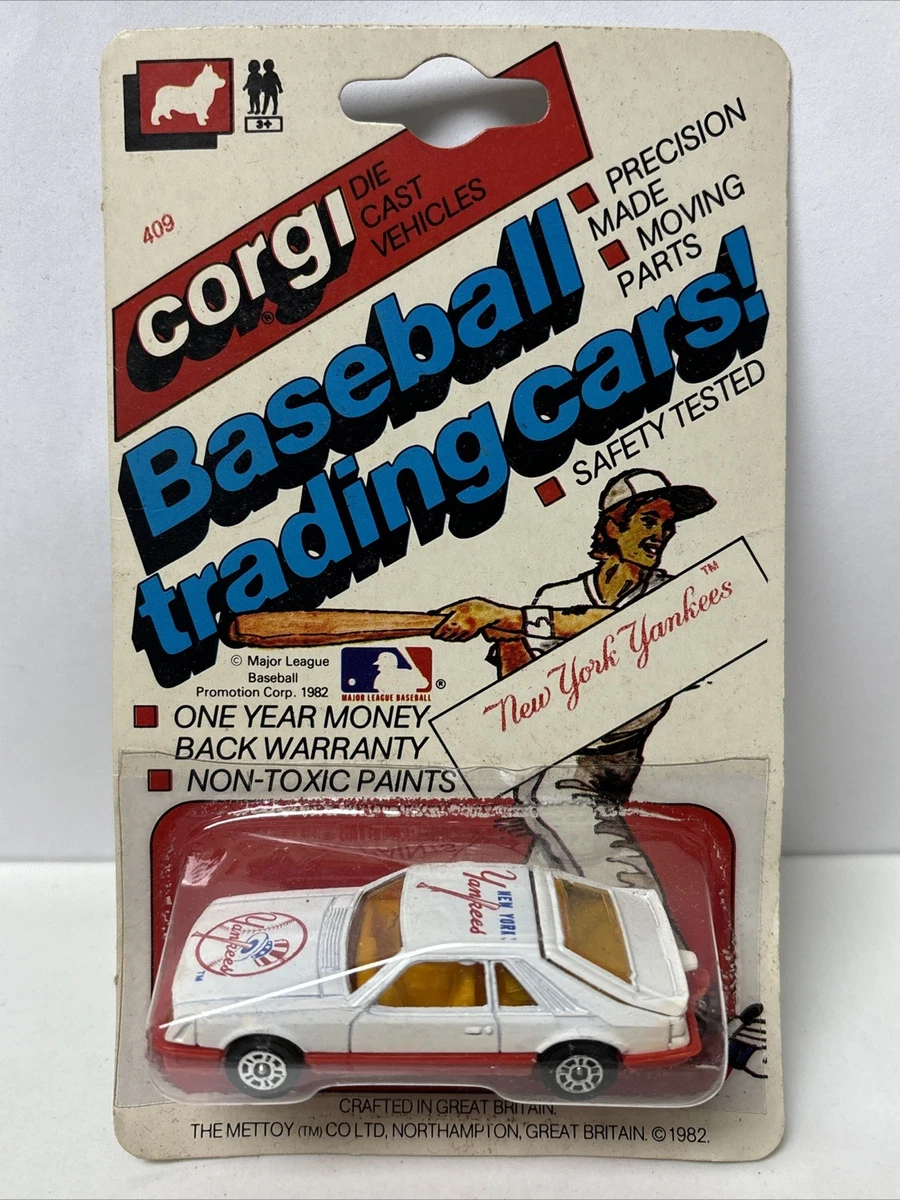 3+
409
corgi
®
DIE
CAST
VEHICLES
PRECISION
MADE
MOVING
PARTS
Baseball
trading cars!
SAFETY TESTED
5
New York Yankees™
© Major League
Baseball
Promotion Corp. 1982
MAJOR LEAGUE BASEBALL
®
ONE YEAR MONEY
BACK WARRANTY
NON-TOXIC PAINTS
Yankees
TM
NEW YORK
Yankees
CRAFTED IN GREAT BRITAIN.
THE METTOY (TM) CO LTD, NORTHAMPTON, GREAT BRITAIN. © 1982.